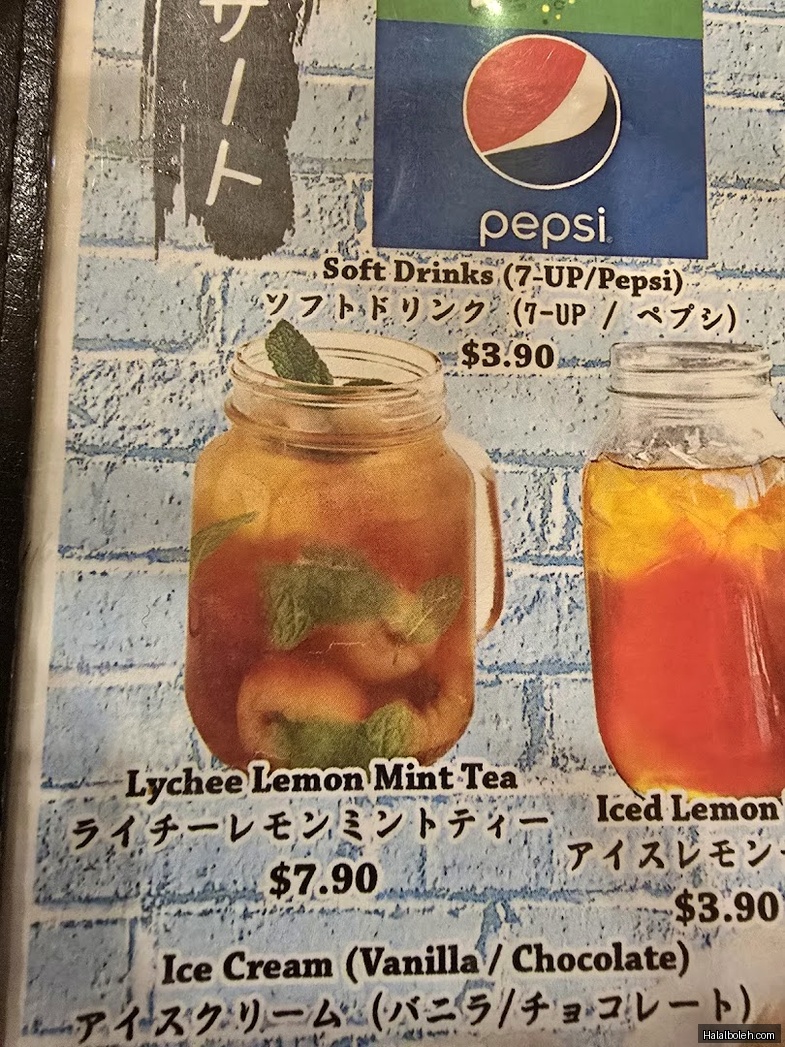 ザート
pepsi
Soft Drinks (7-UP/Pepsi)
ソフトドリンク (7-UP / ペプシ)
$3.90
Lychee Lemon Mint Tea
ライチーレモンミントティー
$7.90
Iced Lemon
アイスレモン
$3.90
Ice Cream (Vanilla / Chocolate)
アイスクリーム (バニラ/チョコレート)
Halalboleh.com